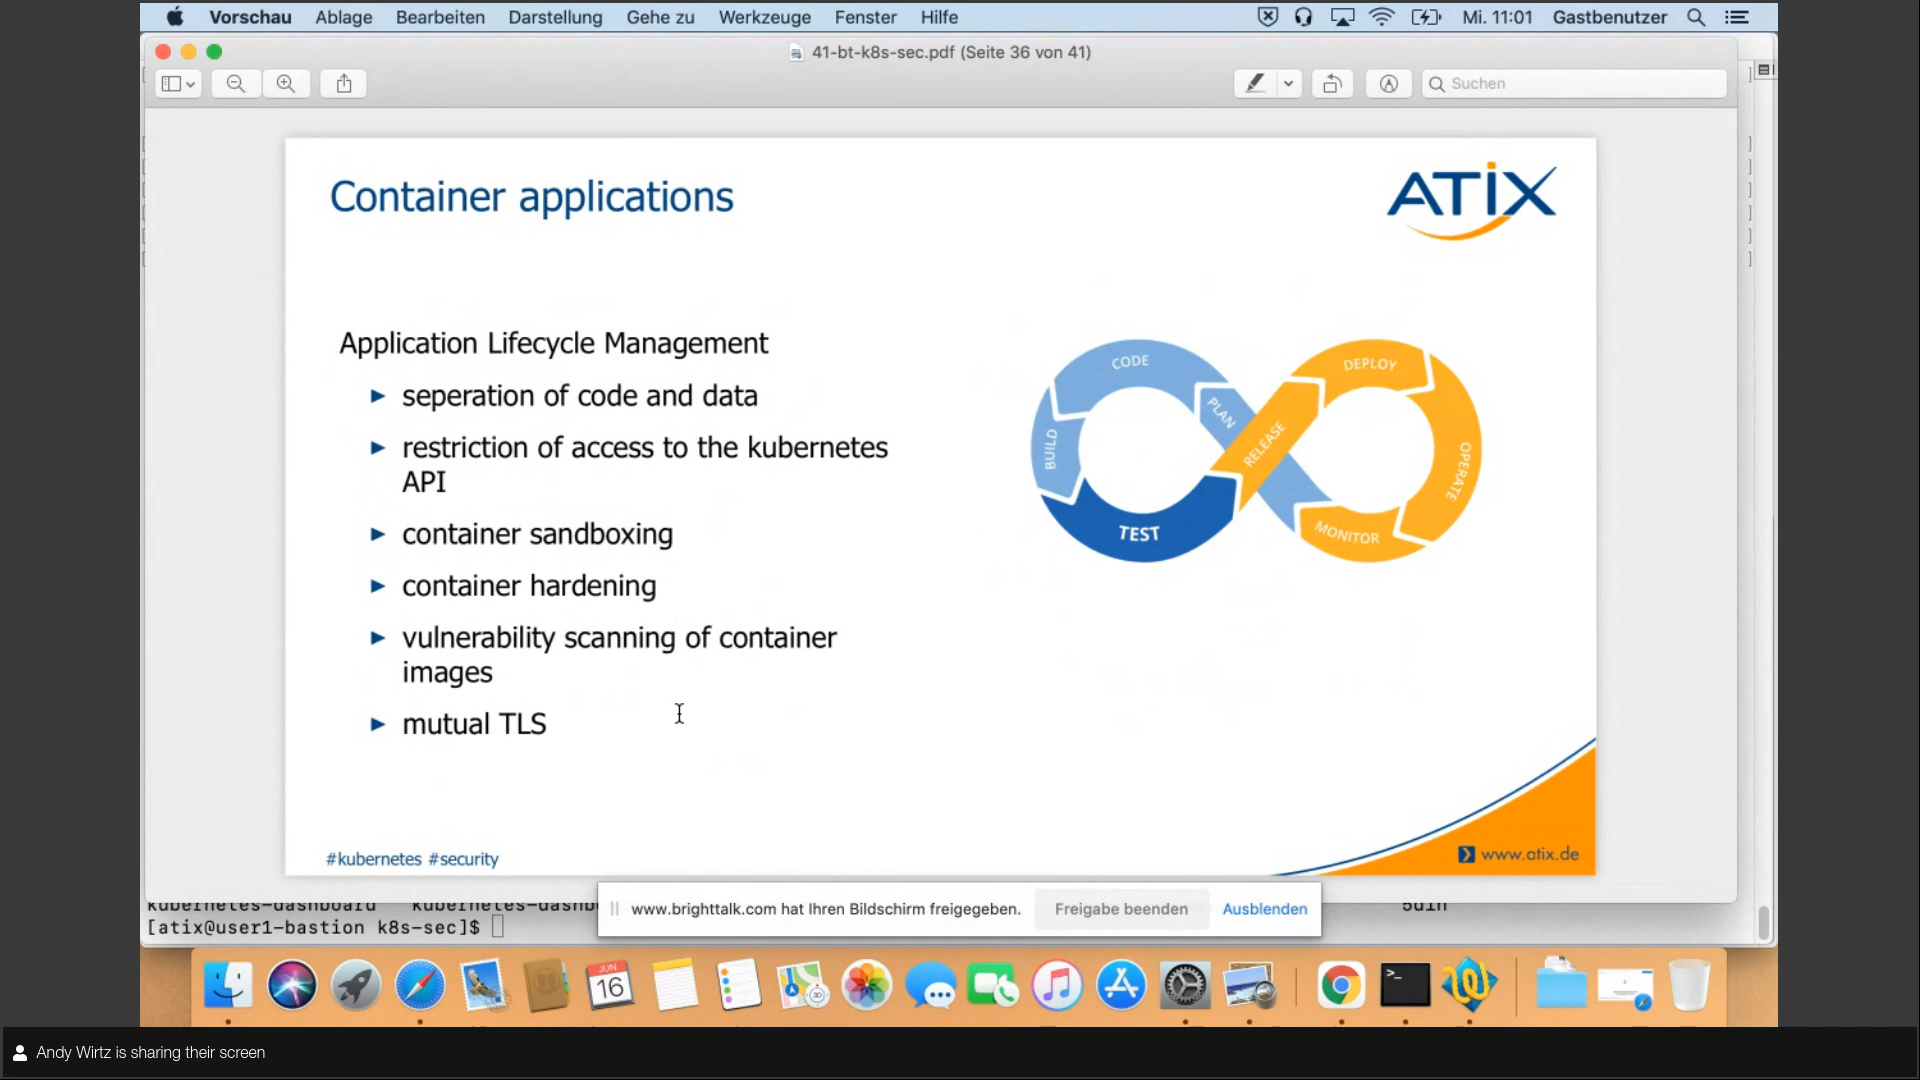 Vorschau Ablage Bearbeiten Darstellung Gehe zu Werkzeuge Fenster Hilfe Mi. 11:01 Gastbenutzer
41-bt-k8s-sec.pdf (Seite 36 von 41)
Suchen
Container applications
ATIX
Application Lifecycle Management
► seperation of code and data
► restriction of access to the kubernetes
API
► container sandboxing
► container hardening
► vulnerability scanning of container
images
► mutual TLS
CODE
BUILD
PLAN
TEST
RELEASE
DEPLOY
OPERATE
MONITOR
#kubernetes #security
www.atix.de
kubernetes-dashboard
[atix@user1-bastion k8s-sec]$
www.brighttalk.com hat Ihren Bildschirm freigegeben. Freigabe beenden Ausblenden
JUN
16
Andy Wirtz is sharing their screen